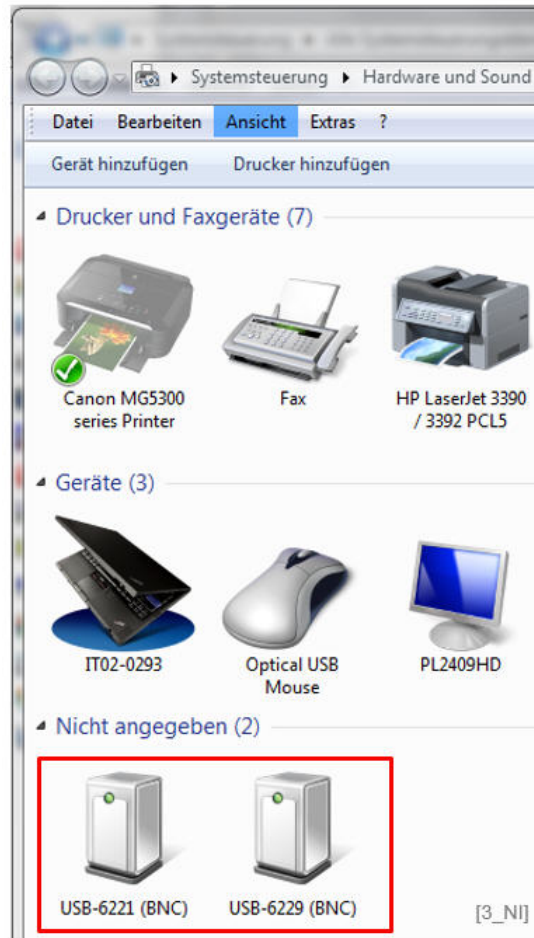 Systemsteuerung ▸ Hardware und Sound
Datei Bearbeiten Ansicht Extras ?
Gerät hinzufügen Drucker hinzufügen
Drucker und Faxgeräte (7)
Canon MG5300 series Printer
Fax
HP LaserJet 3390 / 3392 PCL5
Geräte (3)
IT02-0293
Optical USB Mouse
PL2409HD
Nicht angegeben (2)
USB-6221 (BNC)
USB-6229 (BNC)
[3_NI]